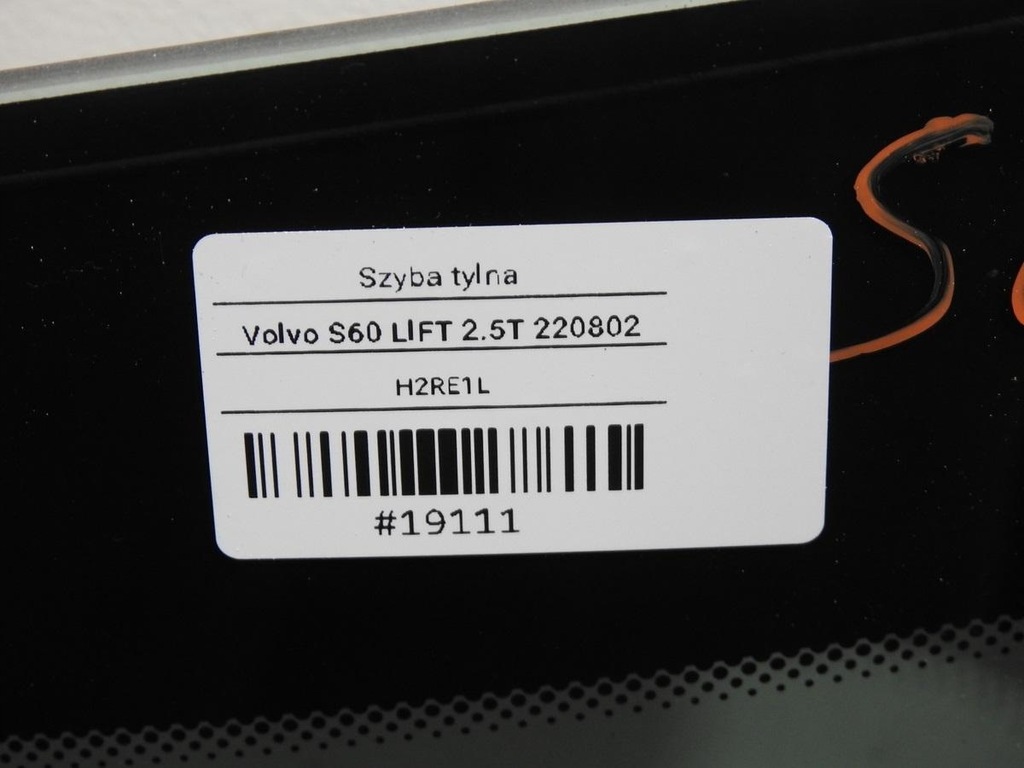 Szyba tylna
Volvo S60 LIFT 2.5T 220802
H2RE1L
#19111
S